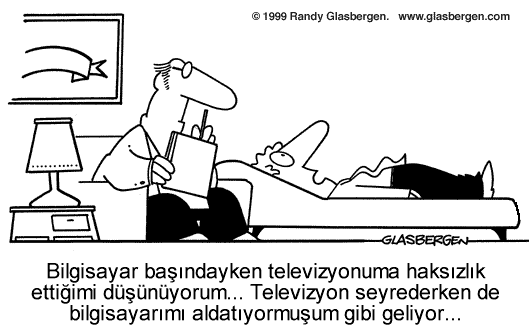 © 1999 Randy Glasbergen. www.glasbergen.com
GLASBERGEN
Bilgisayar başındayken televizyonuma haksızlık
ettiğimi düşünüyorum... Televizyon seyrederken de
bilgisayarımı aldatıyormuşum gibi geliyor...